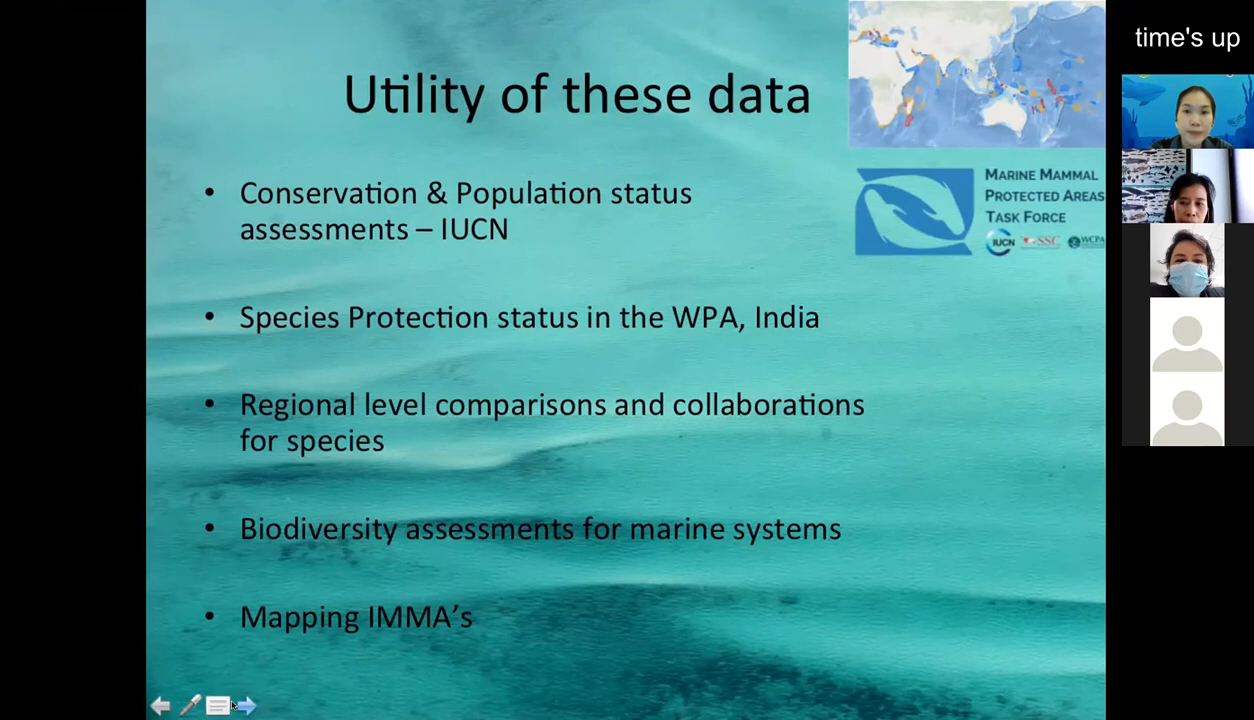 time's up
Utility of these data
MARINE MAMMAL
PROTECTED AREAS
TASK FORCE
IUCN SSC WCPA
• Conservation & Population status
assessments – IUCN
• Species Protection status in the WPA, India
• Regional level comparisons and collaborations
for species
• Biodiversity assessments for marine systems
• Mapping IMMA's